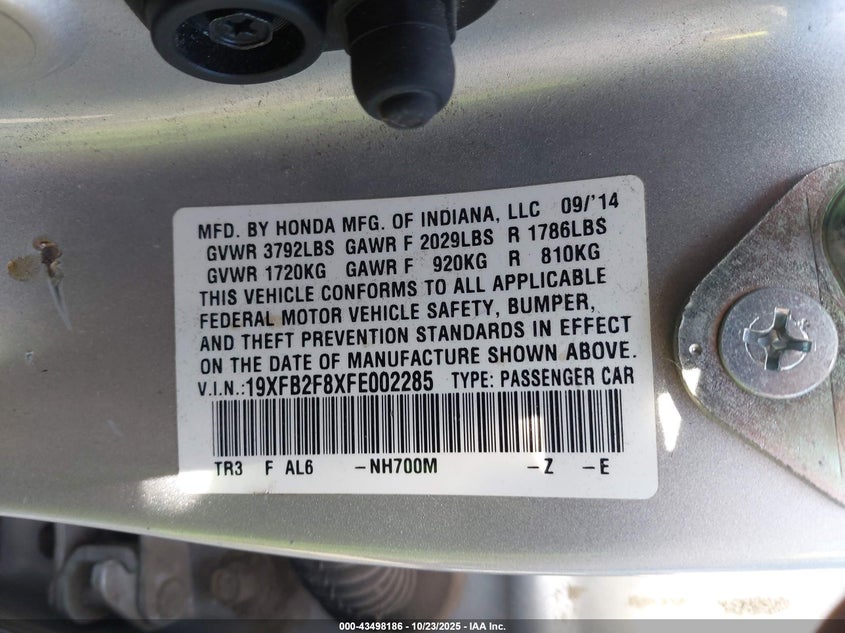 MFD. BY HONDA MFG. OF INDIANA, LLC 09/'14
GVWR 3792LBS GAWR F 2029LBS R 1786LBS
GVWR 1720KG GAWR F 920KG R 810KG
THIS VEHICLE CONFORMS TO ALL APPLICABLE
FEDERAL MOTOR VEHICLE SAFETY, BUMPER,
AND THEFT PREVENTION STANDARDS IN EFFECT
ON THE DATE OF MANUFACTURE SHOWN ABOVE.
V.I.N.:19XFB2F8XFE002285 TYPE: PASSENGER CAR
TR3 F AL6 -NH700M -Z -E
000-43498186 - 10/23/2025 - IAA Inc.